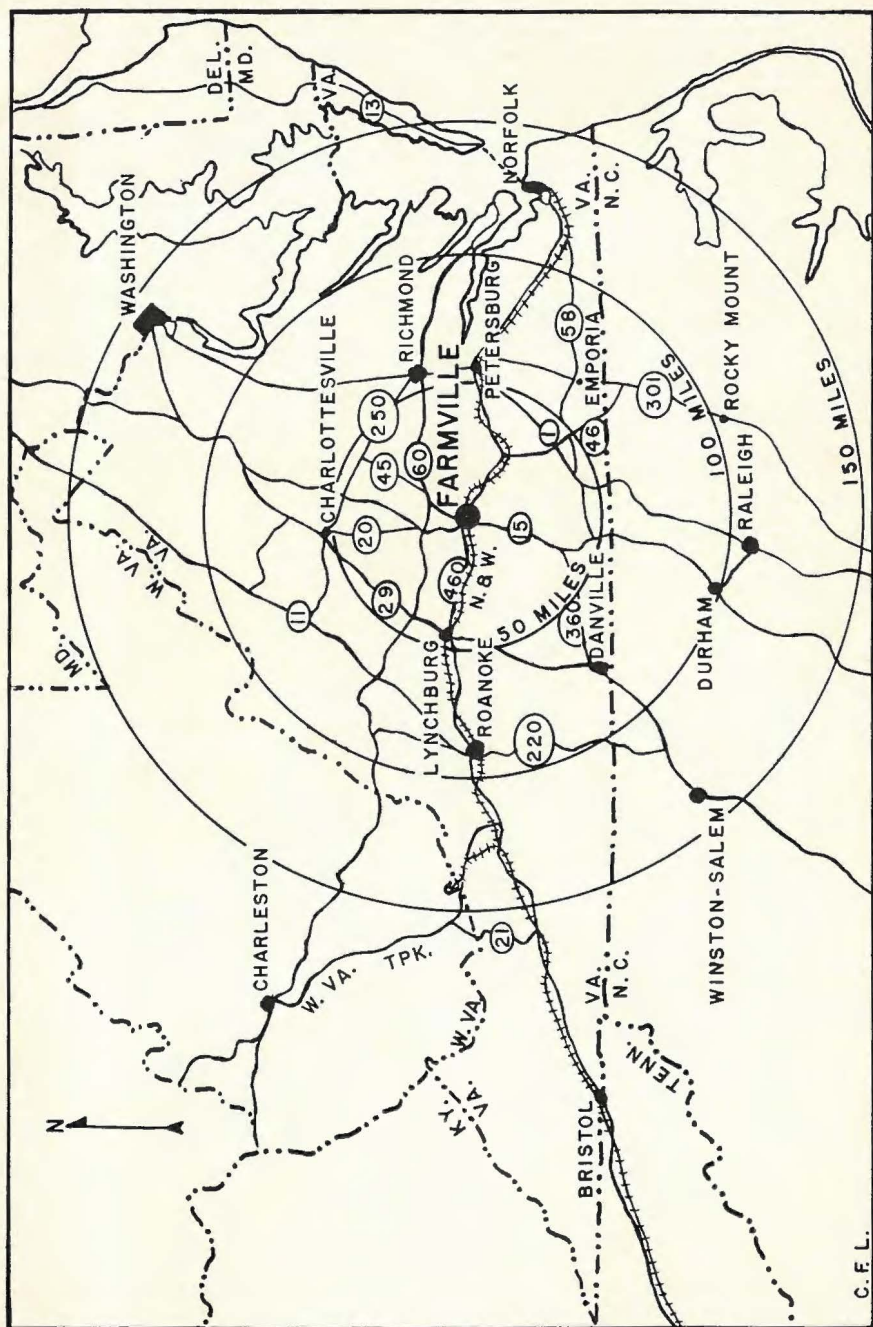 N
DEL.
MD.
VA.
13
WASHINGTON
MD.
W. VA.
VA.
CHARLESTON
W. VA. TPK.
CHARLOTTESVILLE
250
RICHMOND
11
20
45
29
60
FARMVILLE
PETERSBURG
NORFOLK
LYNCHBURG
460
N. & W.
15
ROANOKE
50 MILES
KY.
VA.
W. VA.
21
220
360
DANVILLE
1
46
EMPORIA
58
VA.
N. C.
301
100 MILES
150 MILES
BRISTOL
VA.
N. C.
TENN.
WINSTON-SALEM
DURHAM
RALEIGH
ROCKY MOUNT
C. F. L.